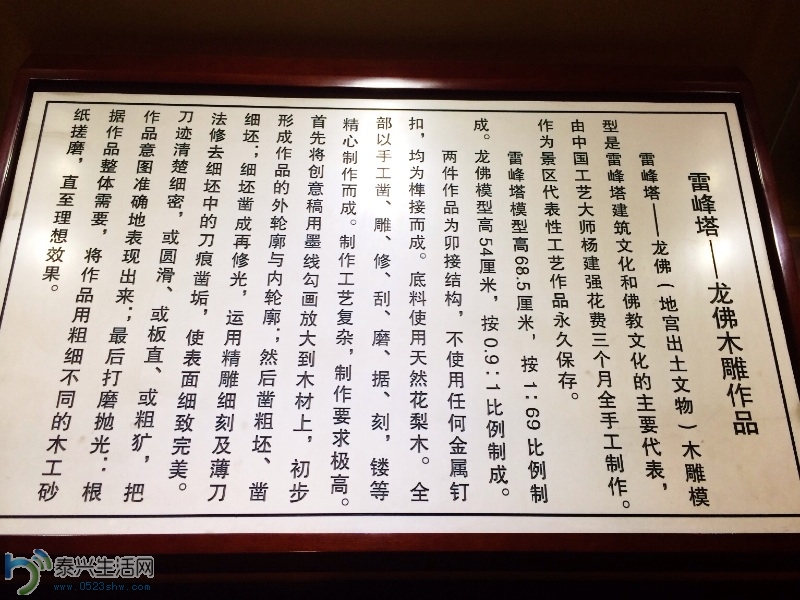 雷峰塔——龙佛木雕作品
雷峰塔——龙佛（地宫出土文物）木雕模
型是雷峰塔建筑文化和佛教文化的主要代表，
由中国工艺大师杨建强花费三个月全手工制作。
作为景区代表性工艺作品永久保存。
雷峰塔模型高68.5厘米，按1:69比例制
成。龙佛模型高54厘米，按0.9:1比例制成。
两件作品为卯接结构，不使用任何金属钉
扣，均为榫接而成。底料使用天然花梨木。全
部以手工凿、雕、修、刮、磨、据、刻，镂等
精心制作而成。制作工艺复杂，制作要求极高。
首先将创意稿用墨线勾画放大到木材上，初步
形成作品的外轮廓与内轮廓；然后凿粗坯、凿
细坯；细坯凿成再修光，运用精雕细刻及薄刀
法修去细坯中的刀痕凿垢，使表面细致完美。
刀迹清楚细密，或圆滑、或板直、或粗犷，把
作品意图准确地表现出来；最后打磨抛光：根
据作品整体需要，将作品用粗细不同的木工砂
纸搓磨，直至理想效果。
泰兴生活网
www.0523shw.com